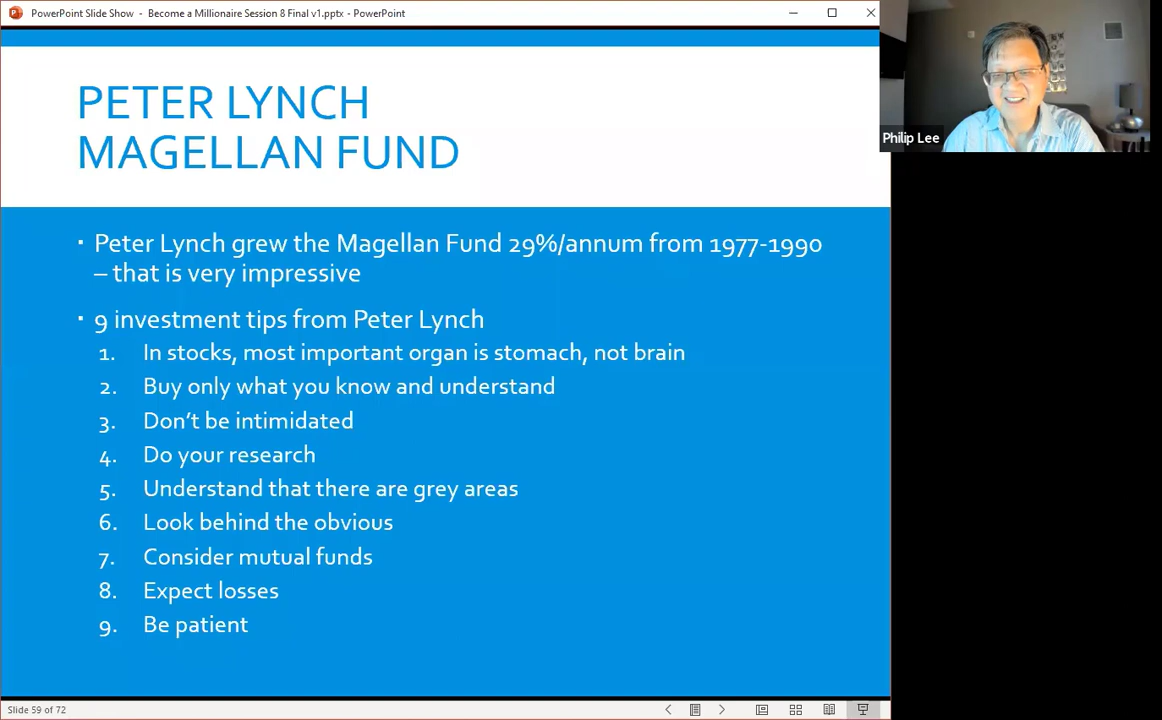 PowerPoint Slide Show - Become a Millionaire Session 8 Final v1.pptx - PowerPoint
PETER LYNCH
MAGELLAN FUND
▪ Peter Lynch grew the Magellan Fund 29%/annum from 1977-1990
– that is very impressive
▪ 9 investment tips from Peter Lynch
1. In stocks, most important organ is stomach, not brain
2. Buy only what you know and understand
3. Don’t be intimidated
4. Do your research
5. Understand that there are grey areas
6. Look behind the obvious
7. Consider mutual funds
8. Expect losses
9. Be patient
Slide 59 of 72
Philip Lee